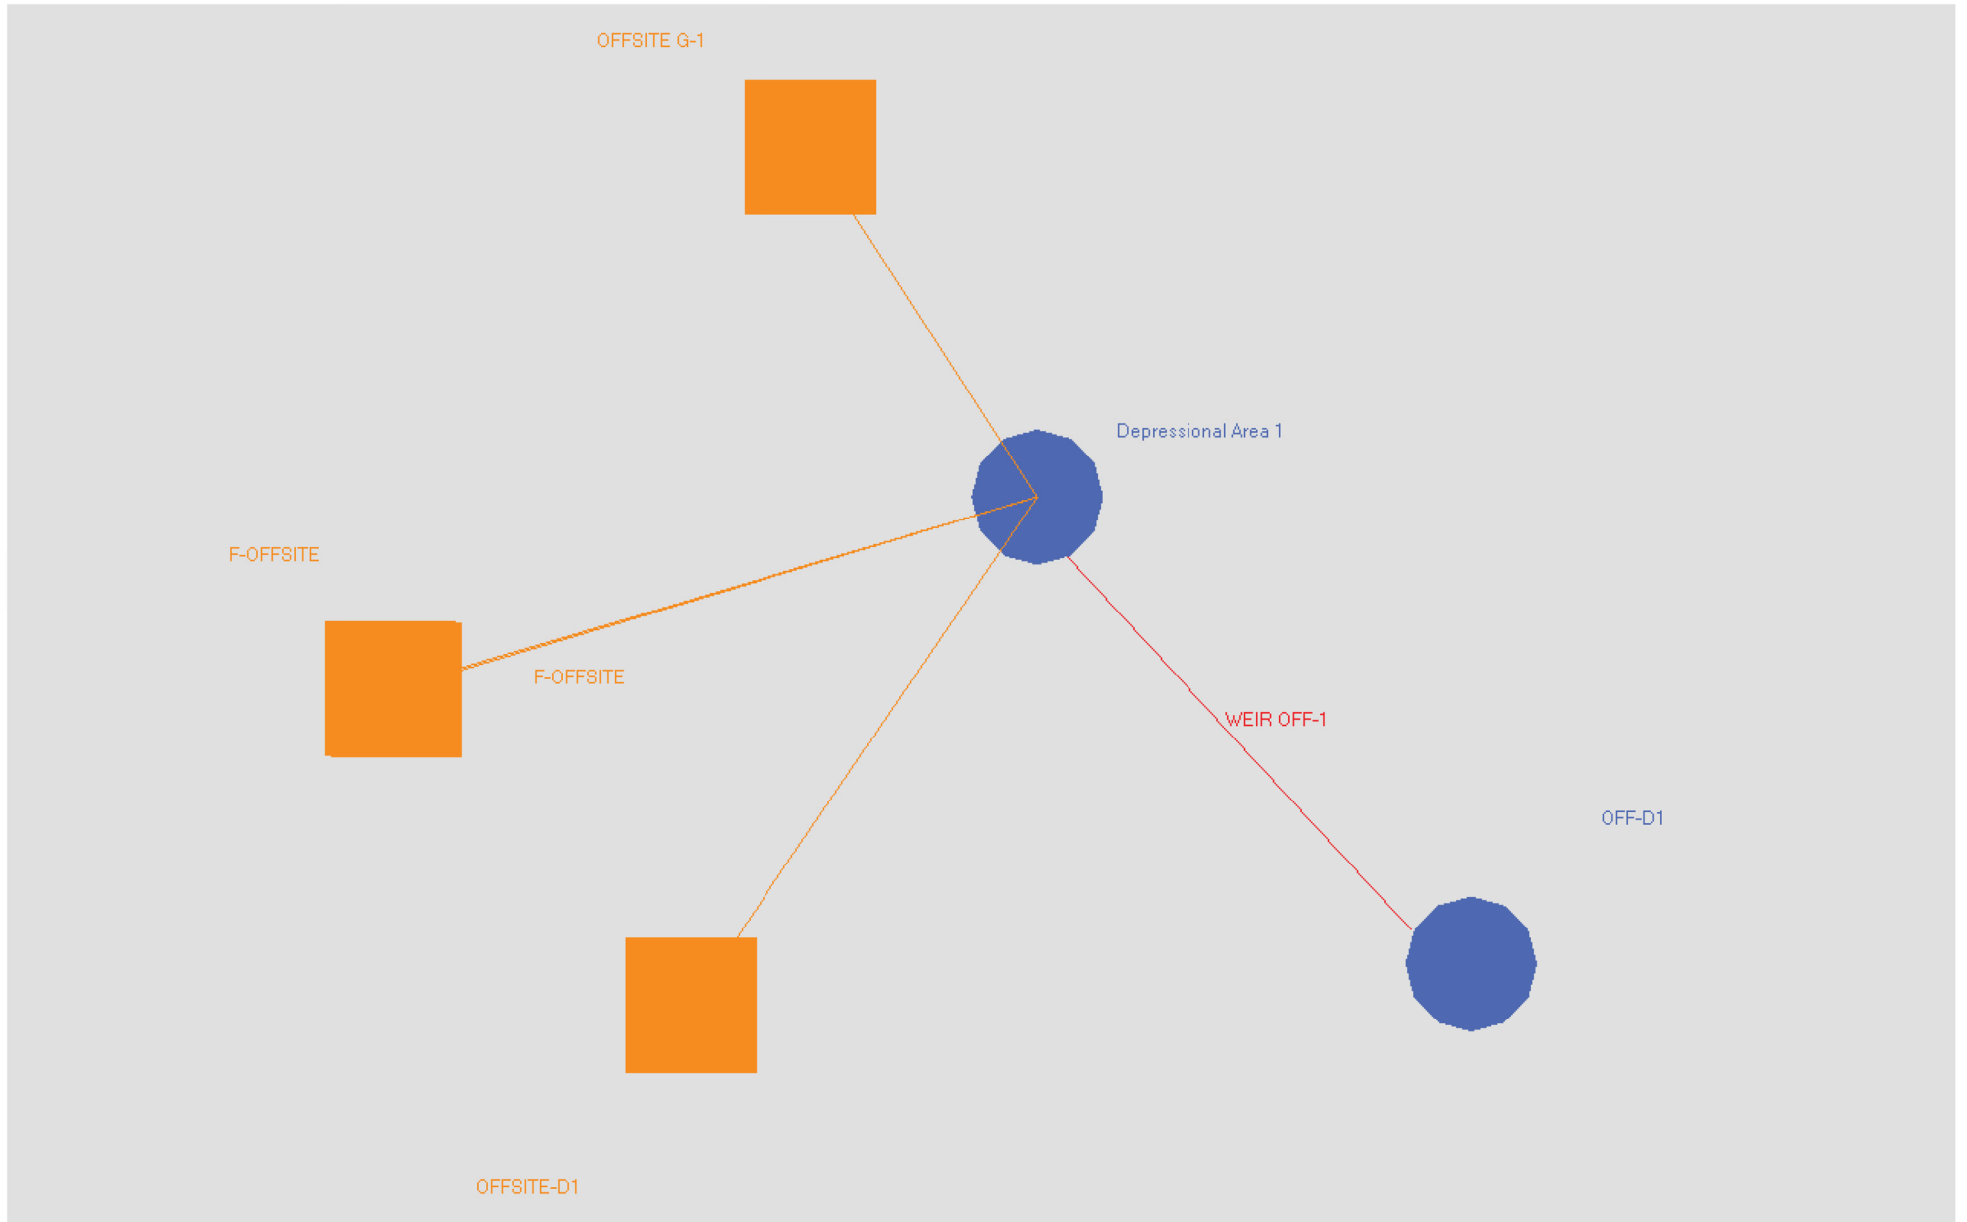 OFFSITE G-1
Depressional Area 1
F-OFFSITE
F-OFFSITE
WEIR OFF-1
OFF-D1
OFFSITE-D1